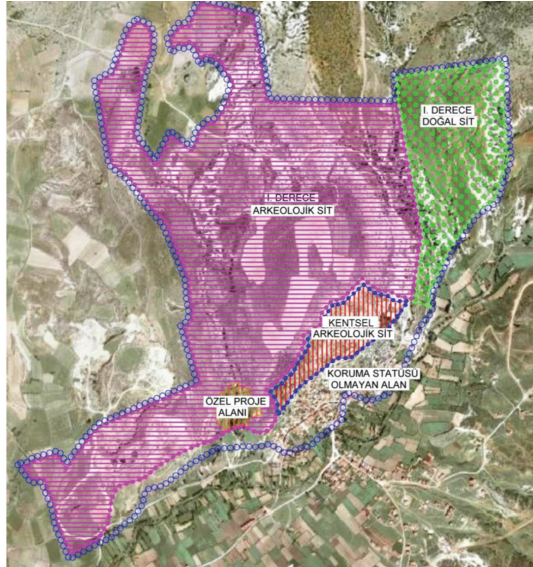 I. DERECE
DOĞAL SİT
I. DERECE
ARKEOLOJİK SİT
KENTSEL
ARKEOLOJİK SİT
KORUMA STATÜSÜ
OLMAYAN ALAN
ÖZEL PROJE
ALANI